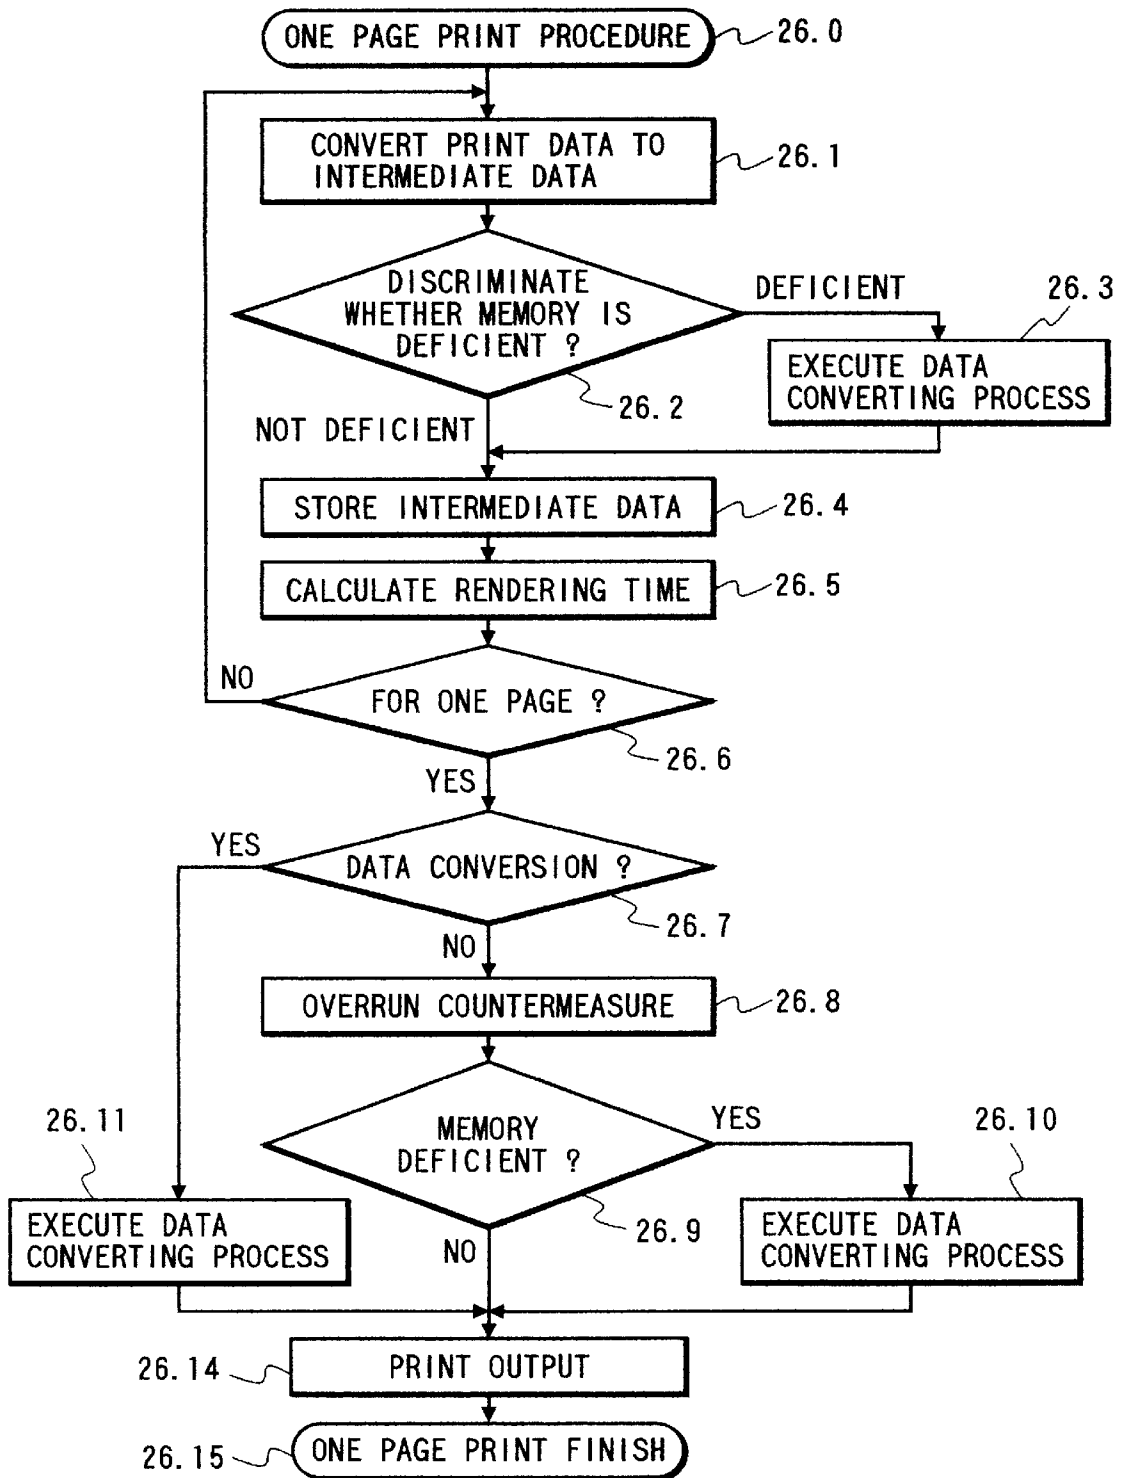 ONE PAGE PRINT PROCEDURE
26.0
CONVERT PRINT DATA TO
INTERMEDIATE DATA
26.1
DISCRIMINATE
WHETHER MEMORY IS
DEFICIENT ?
26.2
DEFICIENT
26.3
EXECUTE DATA
CONVERTING PROCESS
NOT DEFICIENT
STORE INTERMEDIATE DATA
26.4
CALCULATE RENDERING TIME
26.5
NO
FOR ONE PAGE ?
26.6
YES
YES
DATA CONVERSION ?
26.7
NO
OVERRUN COUNTERMEASURE
26.8
MEMORY
DEFICIENT ?
26.9
YES
26.10
EXECUTE DATA
CONVERTING PROCESS
26.11
EXECUTE DATA
CONVERTING PROCESS
NO
26.14
PRINT OUTPUT
26.15
ONE PAGE PRINT FINISH